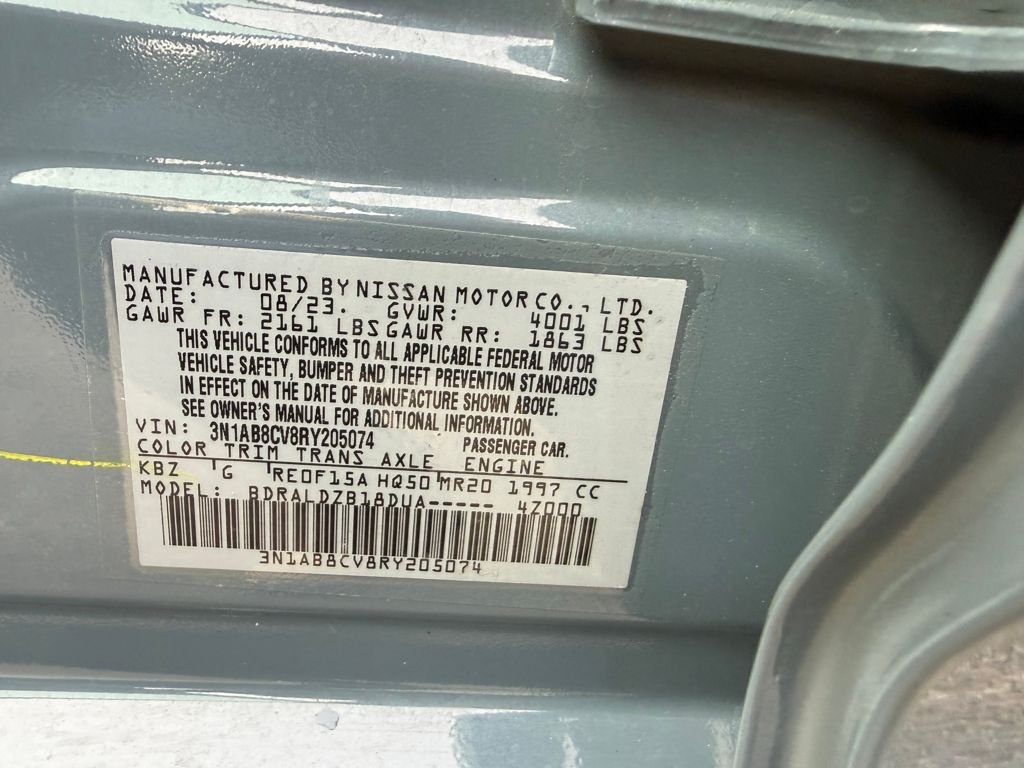 MANUFACTURED BY NISSAN MOTOR CO., LTD.
DATE: 08/23. GVWR: 4001 LBS
GAWR FR: 2161 LBS GAWR RR: 1863 LBS
THIS VEHICLE CONFORMS TO ALL APPLICABLE FEDERAL MOTOR
VEHICLE SAFETY, BUMPER AND THEFT PREVENTION STANDARDS
IN EFFECT ON THE DATE OF MANUFACTURE SHOWN ABOVE.
SEE OWNER'S MANUAL FOR ADDITIONAL INFORMATION.
VIN: 3N1AB8CV8RY205074 PASSENGER CAR.
COLOR TRIM TRANS AXLE ENGINE
KBZ G RE0F15A HQ50 MR20 1997 CC
MODEL: BDRALDZB18DUA----- 4Z000
3N1AB8CV8RY205074